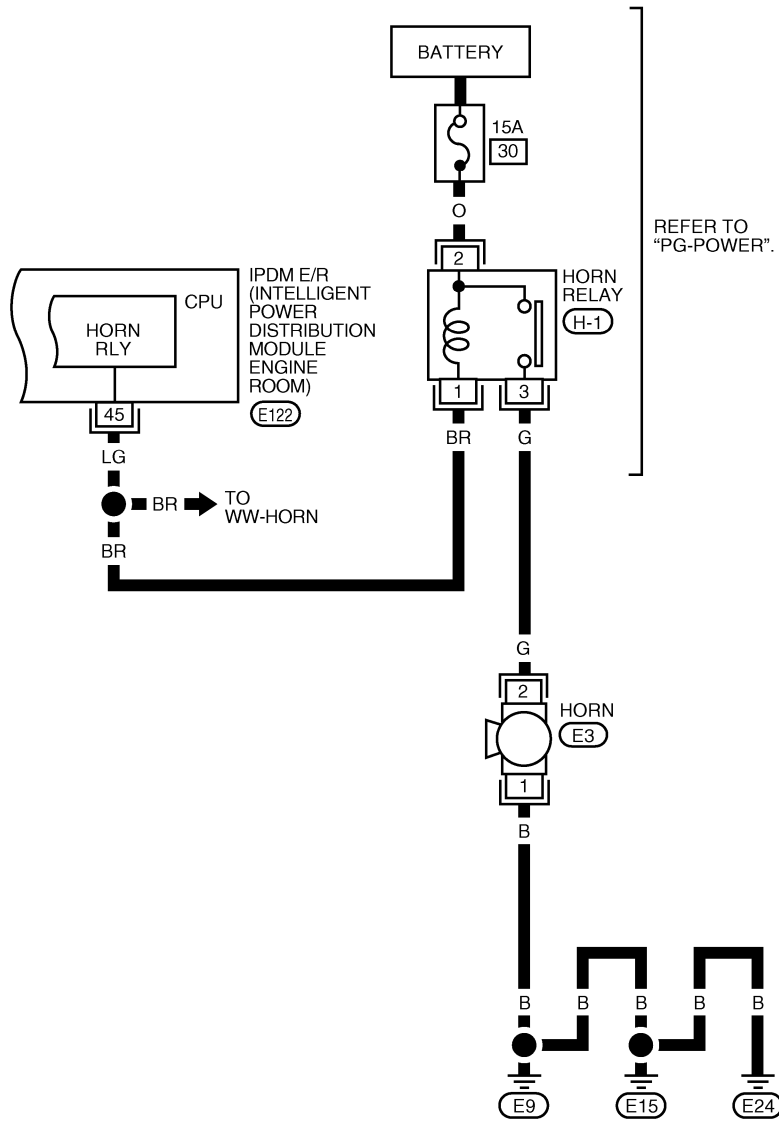 BATTERY
15A
30
O
REFER TO
“PG-POWER”.
2
HORN
RELAY
H-1
IPDM E/R
(INTELLIGENT
POWER
DISTRIBUTION
MODULE
ENGINE
ROOM)
E122
CPU
HORN
RLY
45
1
3
LG
BR
G
BR
TO
WW-HORN
BR
G
2
HORN
E3
1
B
B
B
B
B
B
E9
E15
E24